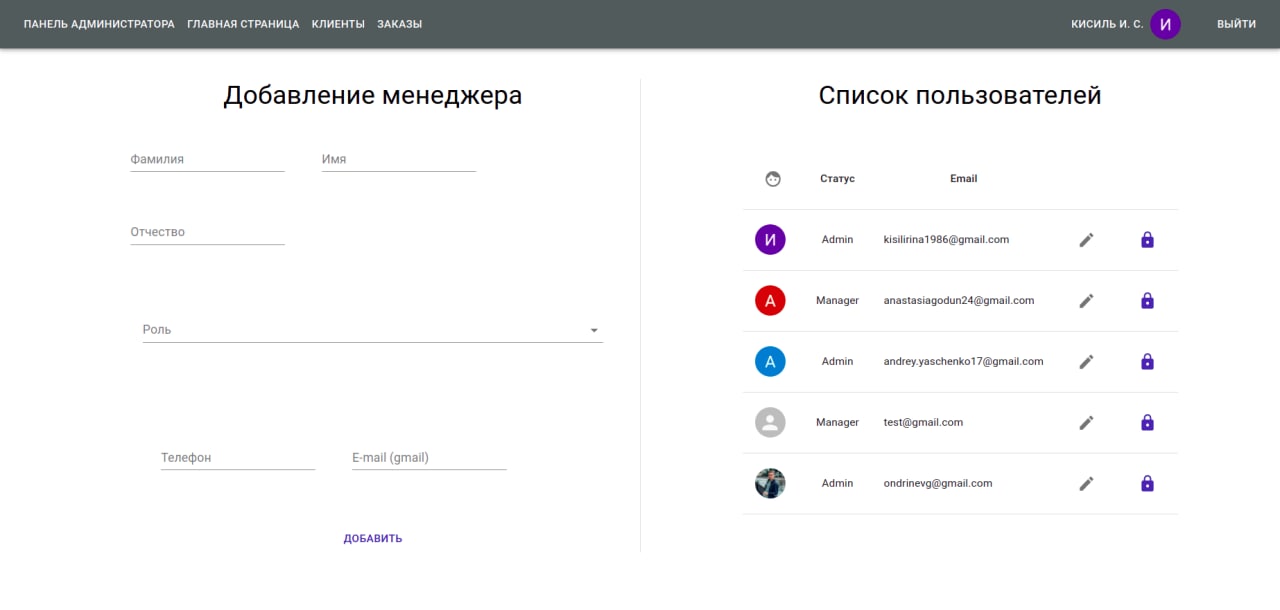 ПАНЕЛЬ АДМИНИСТРАТОРА ГЛАВНАЯ СТРАНИЦА КЛИЕНТЫ ЗАКАЗЫ КИСИЛЬ И. С. И ВЫЙТИ
Добавление менеджера
Фамилия Имя
Отчество
Роль
Телефон E-mail (gmail)
ДОБАВИТЬ
Список пользователей
Статус Email
И Admin kisilirina1986@gmail.com
А Manager anastasiagodun24@gmail.com
А Admin andrey.yaschenko17@gmail.com
Manager test@gmail.com
Admin ondrinevg@gmail.com